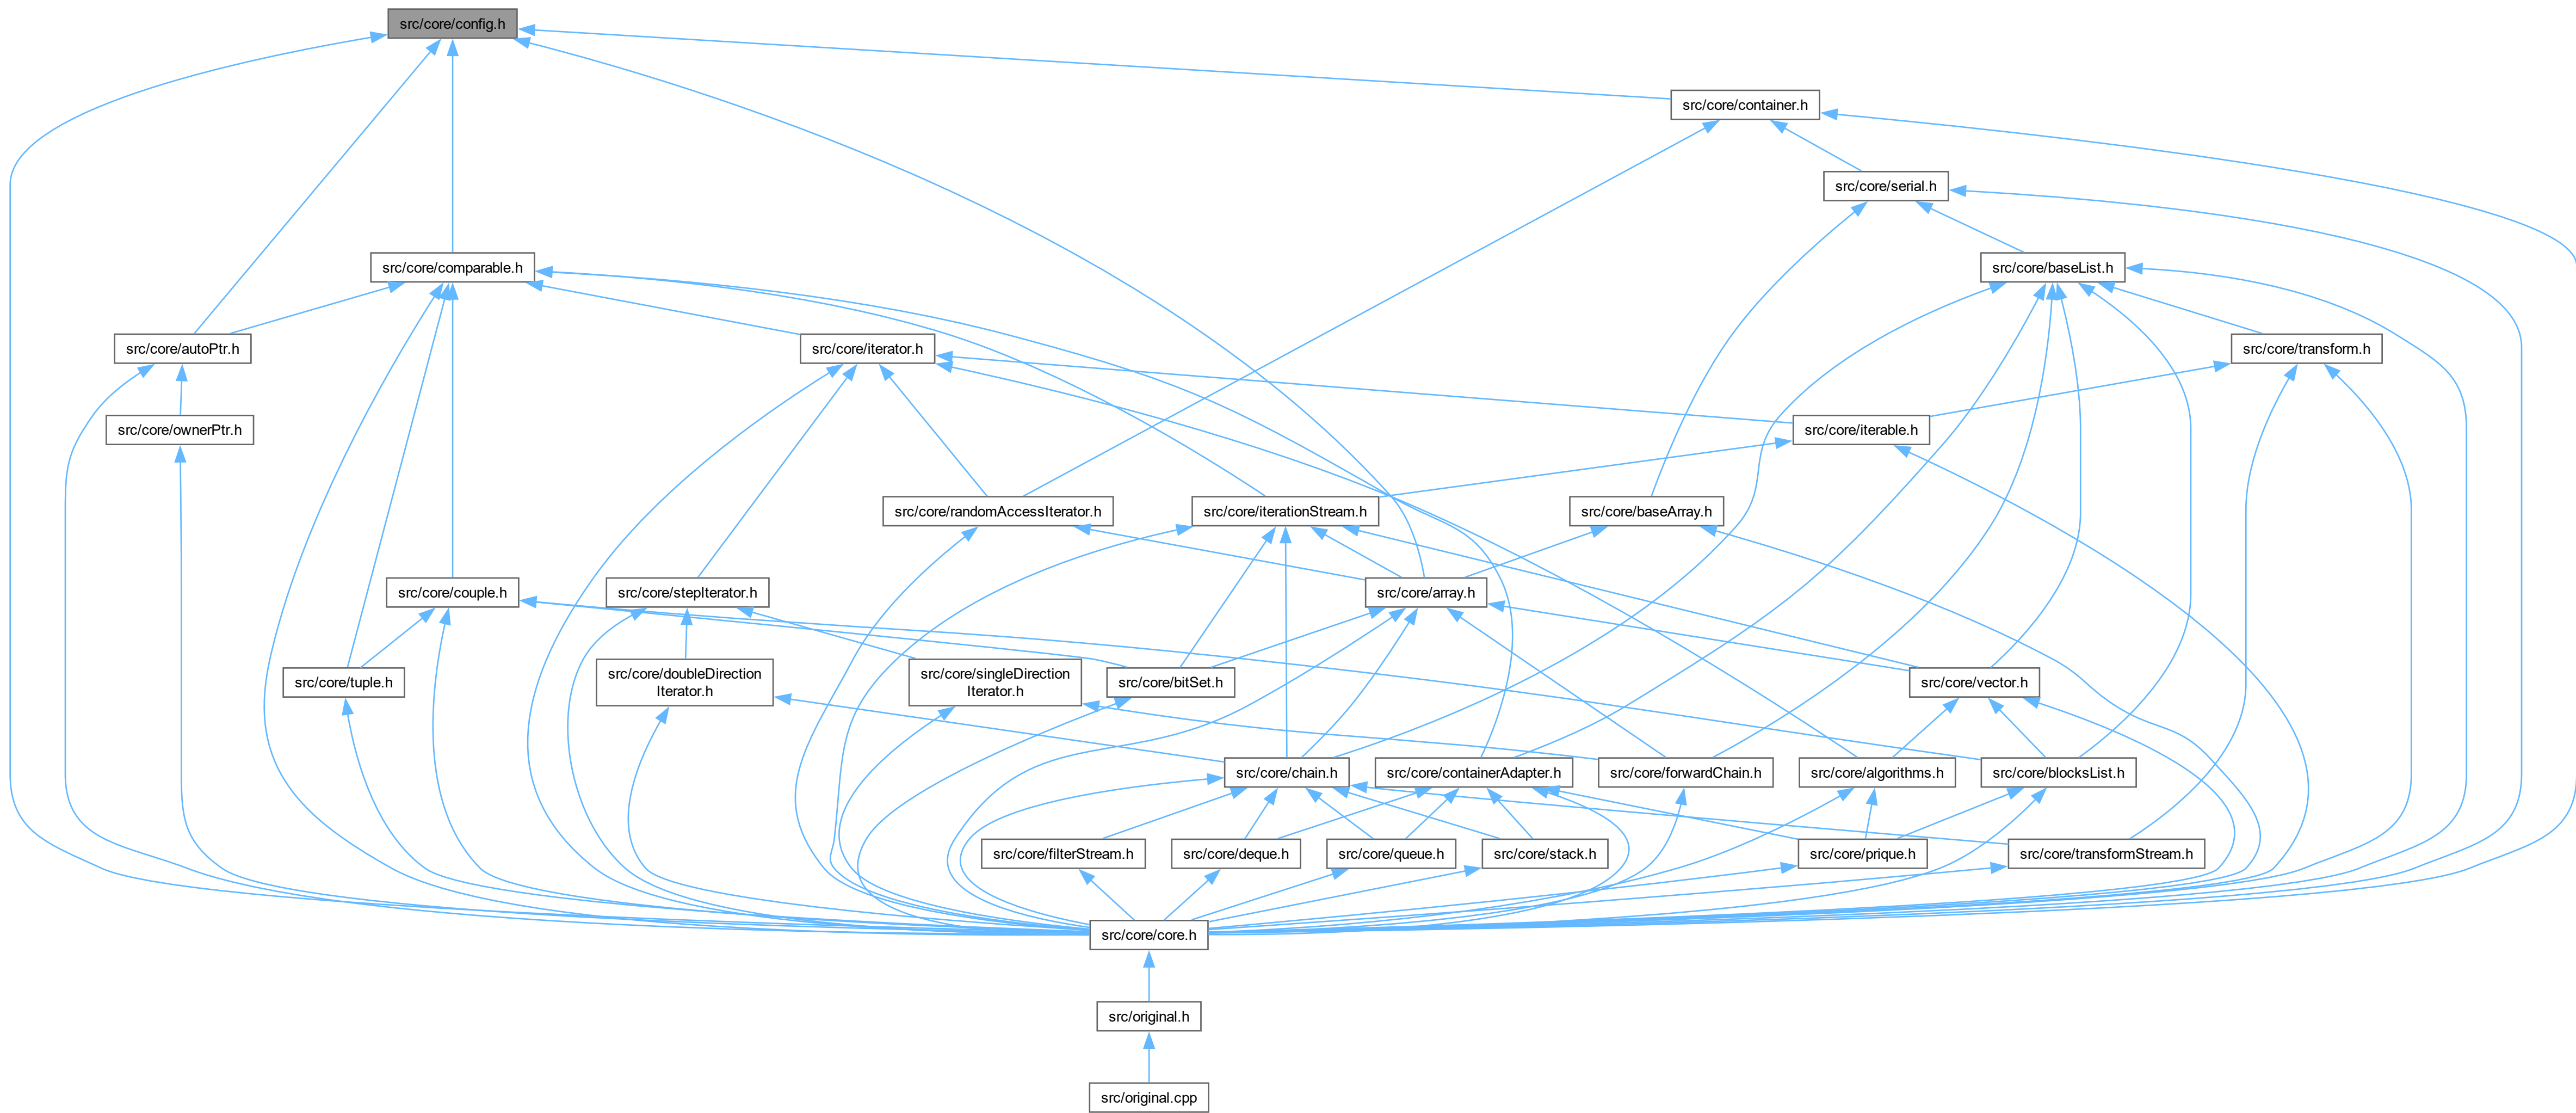 src/core/config.h
src/core/container.h
src/core/serial.h
src/core/comparable.h
src/core/baseList.h
src/core/autoPtr.h
src/core/iterator.h
src/core/transform.h
src/core/ownerPtr.h
src/core/iterable.h
src/core/randomAccessIterator.h
src/core/iterationStream.h
src/core/baseArray.h
src/core/couple.h
src/core/stepIterator.h
src/core/array.h
src/core/tuple.h
src/core/doubleDirection
Iterator.h
src/core/singleDirection
Iterator.h
src/core/bitSet.h
src/core/vector.h
src/core/chain.h
src/core/containerAdapter.h
src/core/forwardChain.h
src/core/algorithms.h
src/core/blocksList.h
src/core/filterStream.h
src/core/deque.h
src/core/queue.h
src/core/stack.h
src/core/prique.h
src/core/transformStream.h
src/core/core.h
src/original.h
src/original.cpp